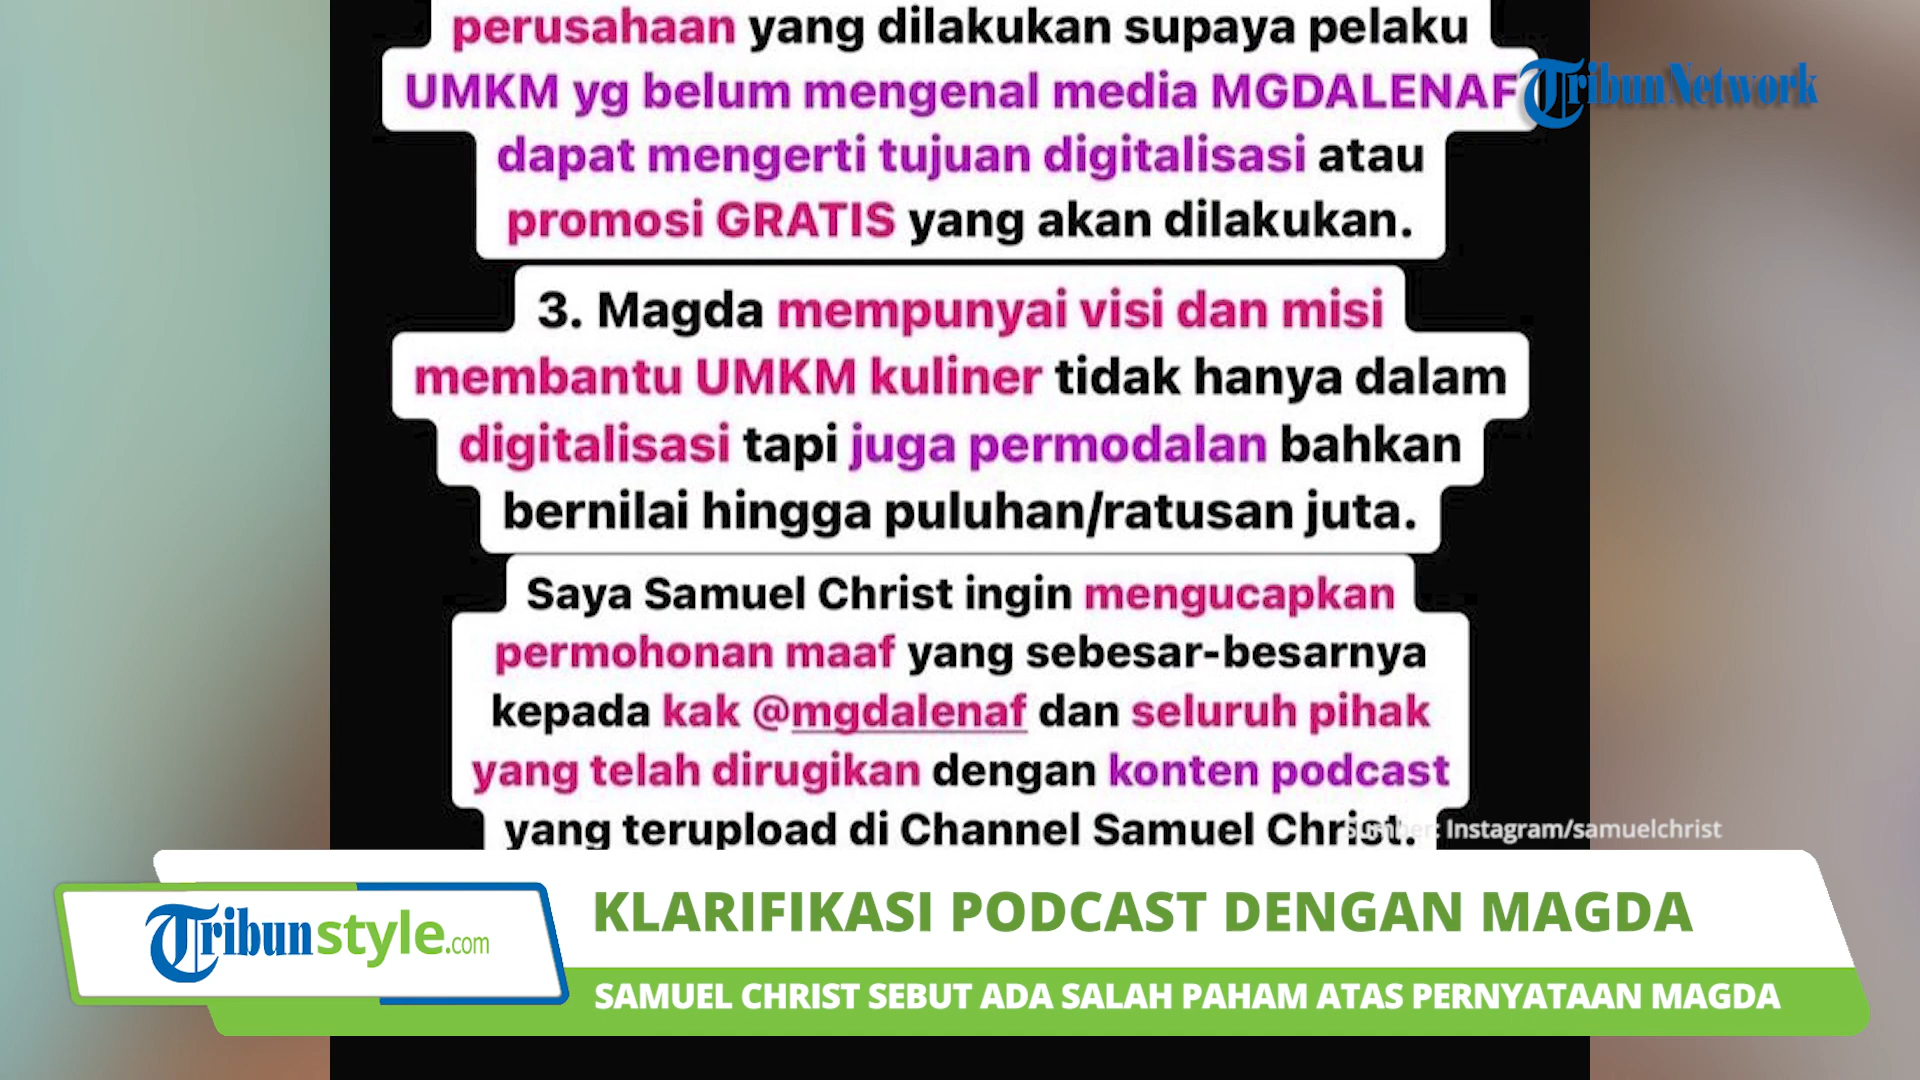 perusahaan yang dilakukan supaya pelaku
UMKM yg belum mengenal media MGDALENAF
TribunNetwork
dapat mengerti tujuan digitalisasi atau
promosi GRATIS yang akan dilakukan.
3. Magda mempunyai visi dan misi
membantu UMKM kuliner tidak hanya dalam
digitalisasi tapi juga permodalan bahkan
bernilai hingga puluhan/ratusan juta.
Saya Samuel Christ ingin mengucapkan
permohonan maaf yang sebesar-besarnya
kepada kak @mgdalenaf dan seluruh pihak
yang telah dirugikan dengan konten podcast
yang terupload di Channel Samuel Christ.
Sumber: Instagram/samuelchrist
KLARIFIKASI PODCAST DENGAN MAGDA
Tribunstyle.com
SAMUEL CHRIST SEBUT ADA SALAH PAHAM ATAS PERNYATAAN MAGDA